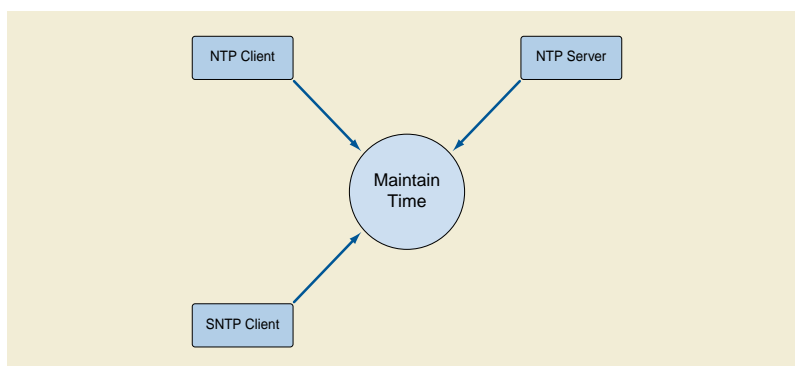 NTP Client
NTP Server
Maintain
Time
SNTP Client